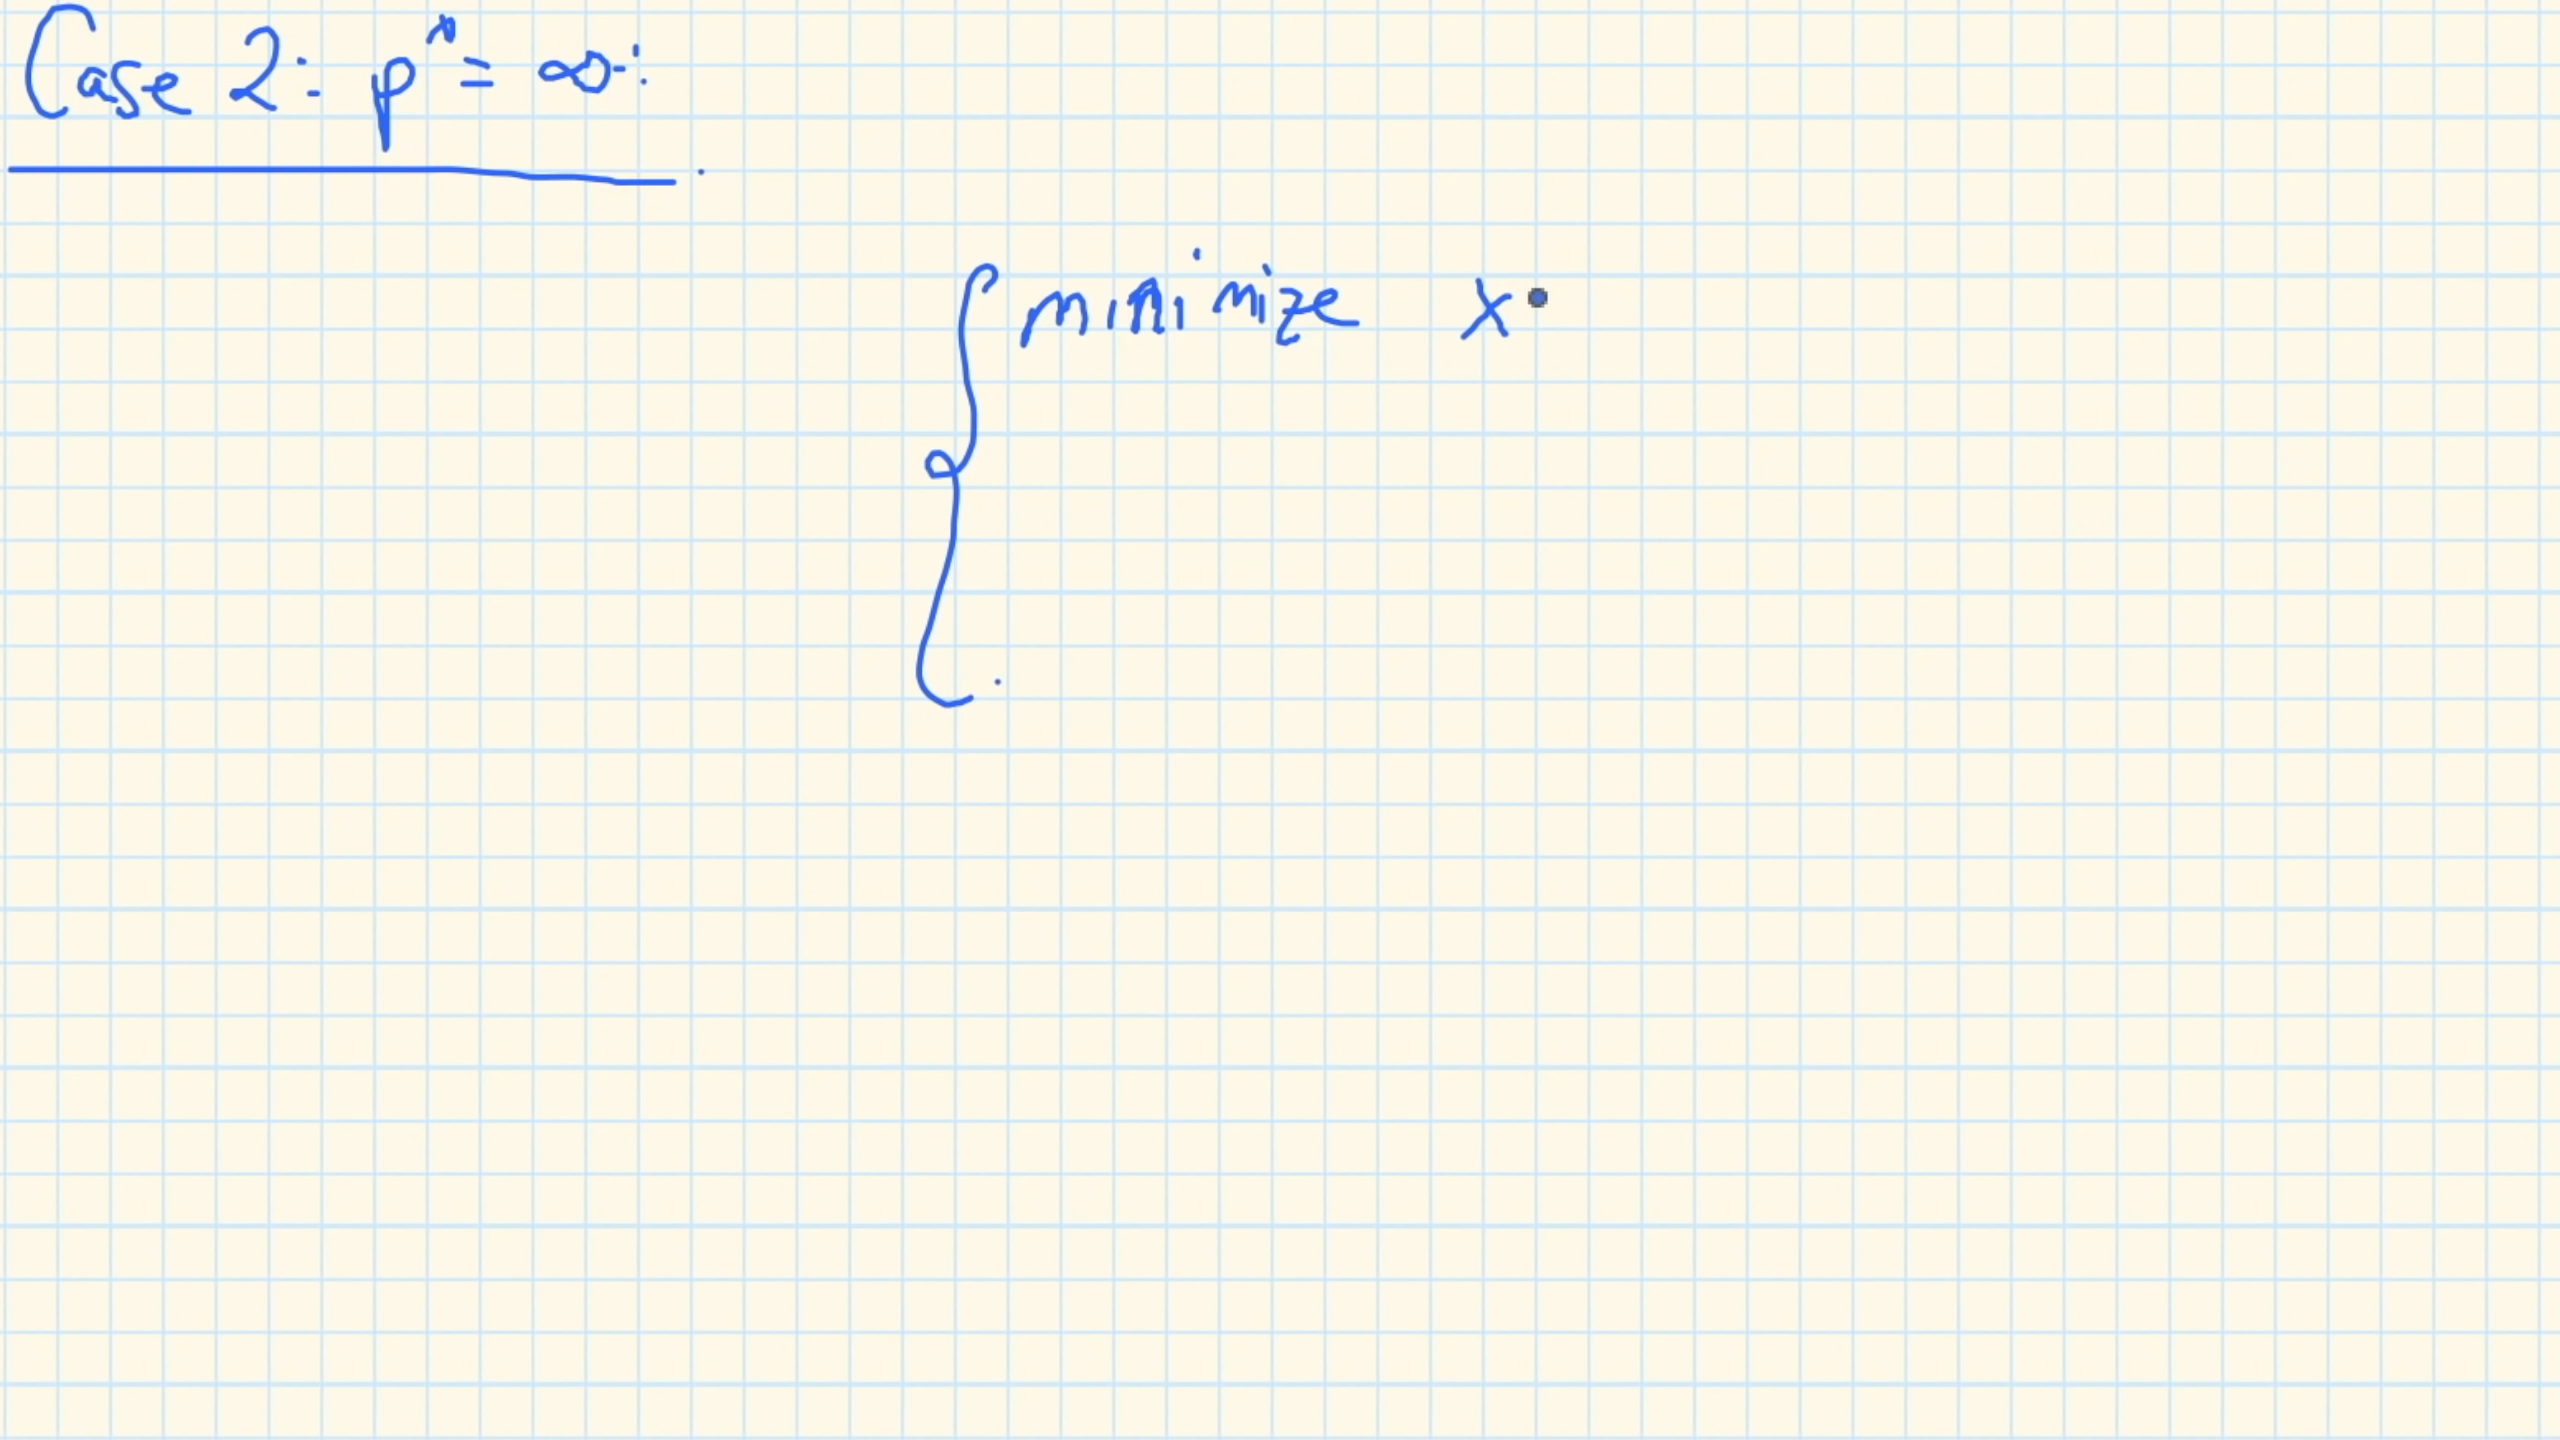 Case 2: p* = ∞:
minimize x